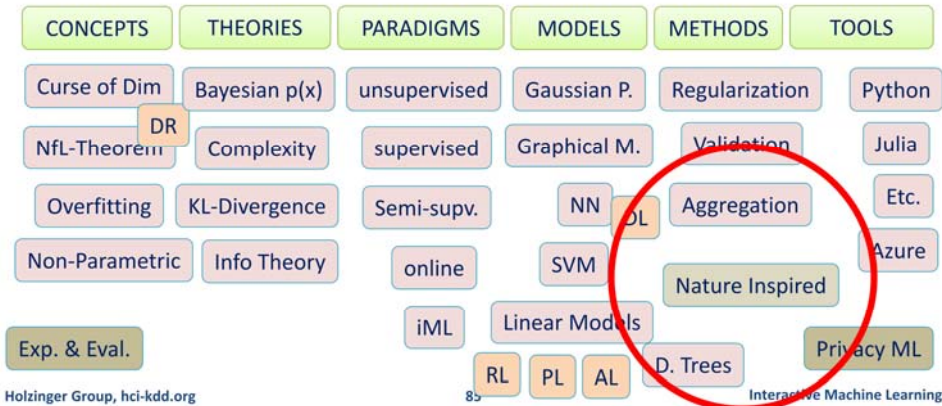 CONCEPTS THEORIES PARADIGMS MODELS METHODS TOOLS
Curse of Dim Bayesian p(x) unsupervised Gaussian P. Regularization Python
DR
NfL-Theorem Complexity supervised Graphical M. Validation Julia
Overfitting KL-Divergence Semi-supv. NN DL Aggregation Etc.
Non-Parametric Info Theory online SVM Azure
Nature Inspired
iML Linear Models
Exp. & Eval. Privacy ML
RL PL AL D. Trees
Holzinger Group, hci-kdd.org 85 Interactive Machine Learning